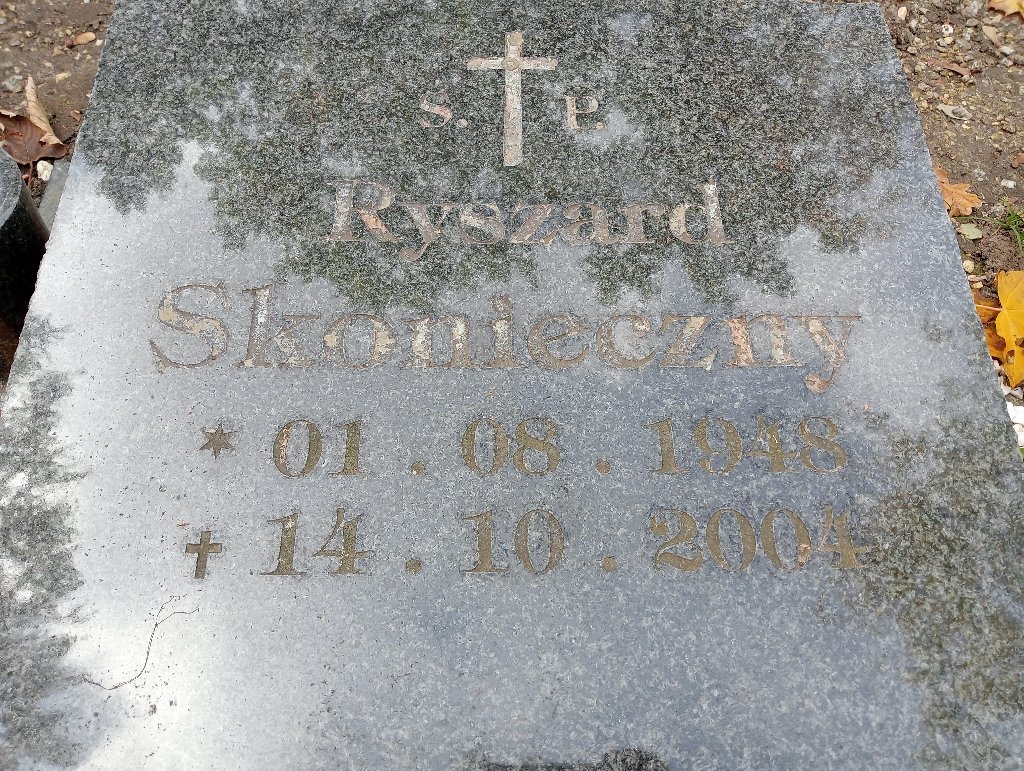 S. P.
Ryszard
Skonieczny
* 01 . 08 . 1948
† 14 . 10 . 2004